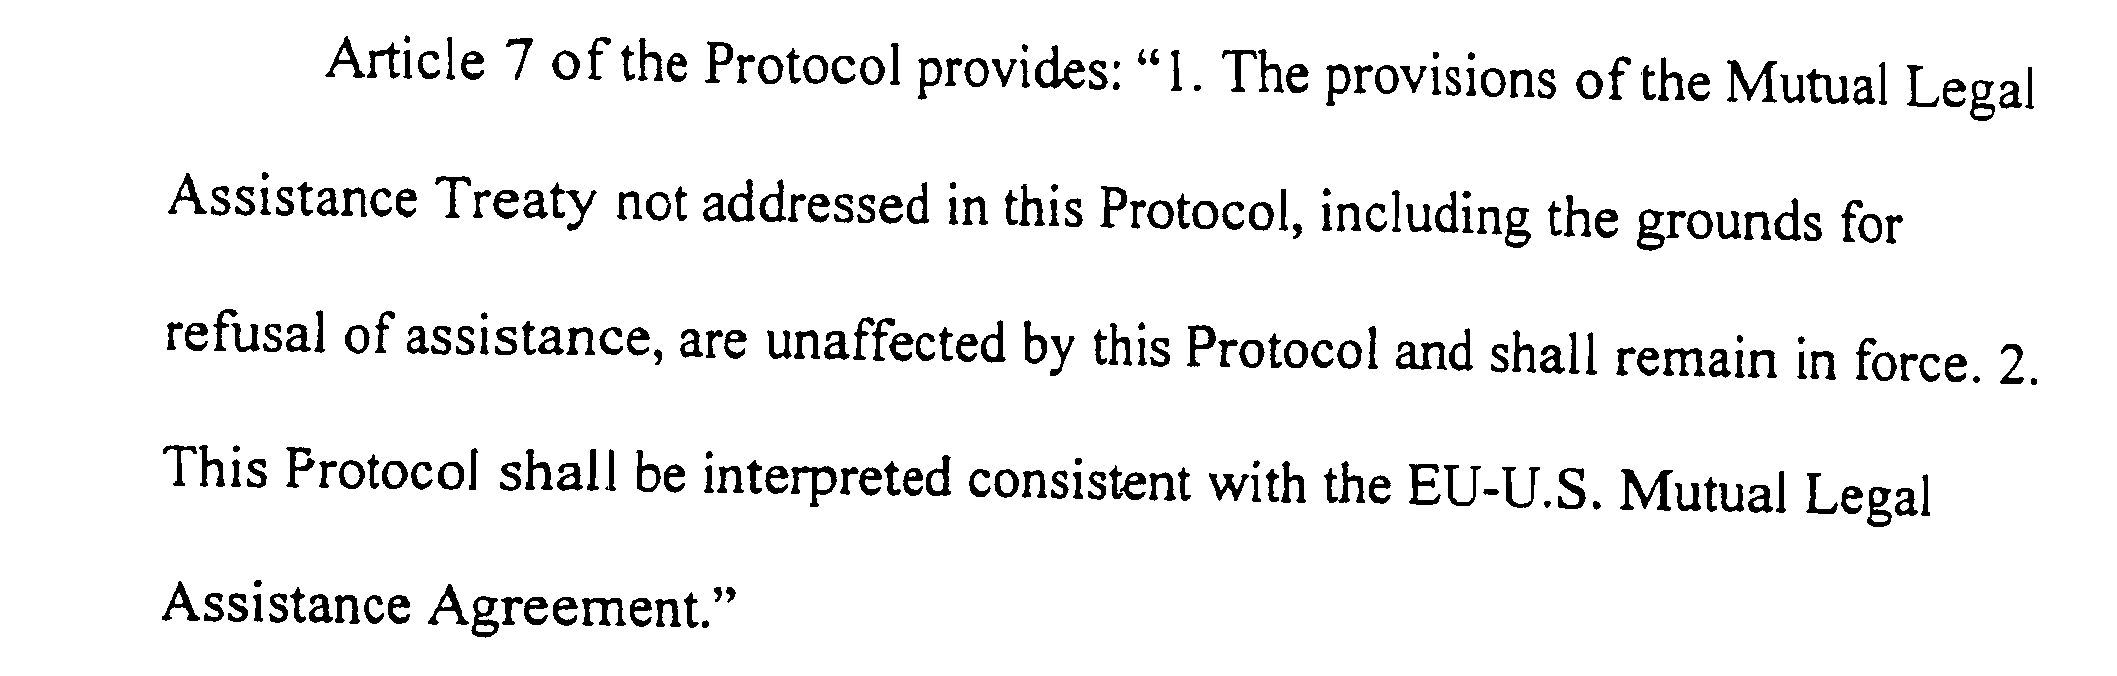 Article 7 of the Protocol provides: “1. The provisions of the Mutual Legal
Assistance Treaty not addressed in this Protocol, including the grounds for
refusal of assistance, are unaffected by this Protocol and shall remain in force. 2.
This Protocol shall be interpreted consistent with the EU-U.S. Mutual Legal
Assistance Agreement.”